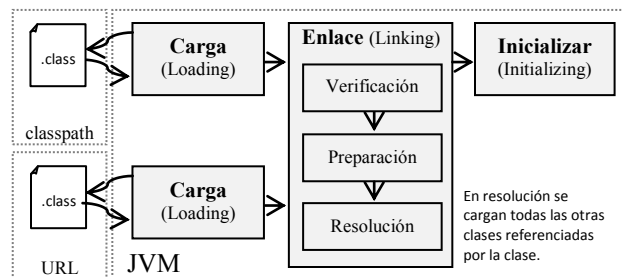 .class
classpath
Carga
(Loading)
Enlace (Linking)
Verificación
Preparación
Resolución
Inicializar
(Initializing)
.class
URL
Carga
(Loading)
JVM
En resolución se
cargan todas las otras
clases referenciadas
por la clase.